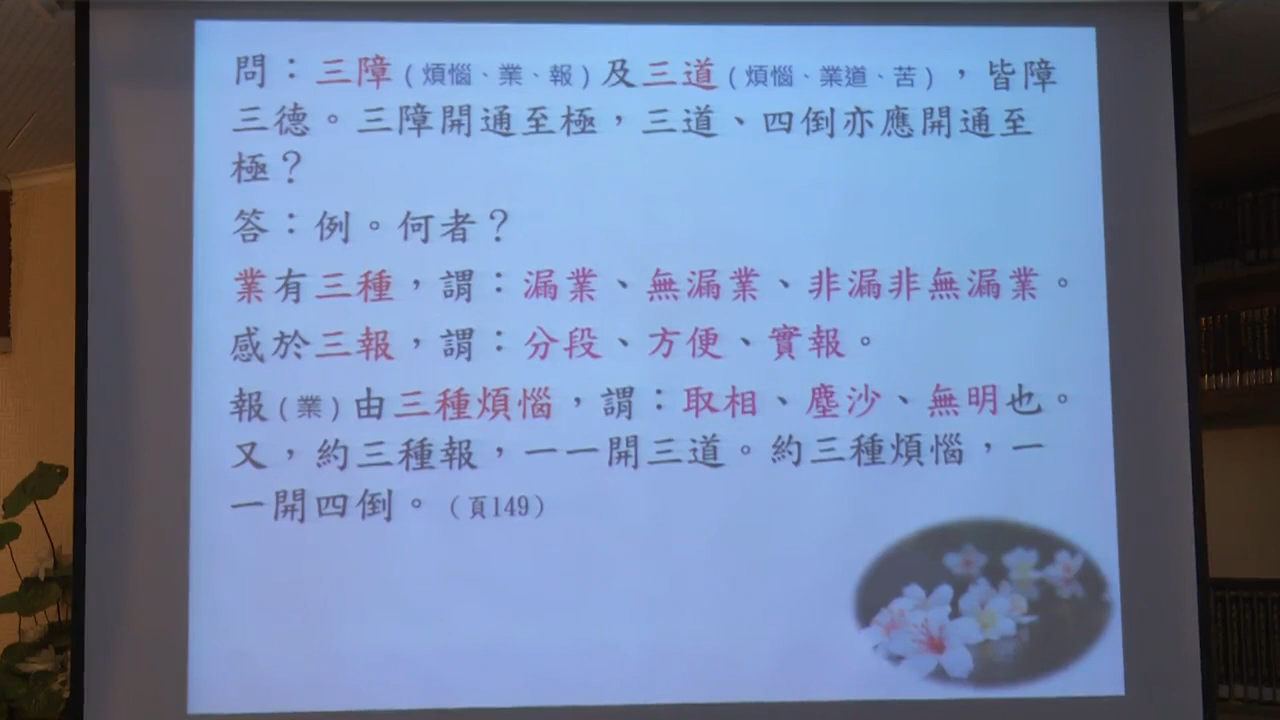 問：三障（煩惱、業、報）及三道（煩惱、業道、苦），皆障
三德。三障開通至極，三道、四倒亦應開通至
極？
答：例。何者？
業有三種，謂：漏業、無漏業、非漏非無漏業。
感於三報，謂：分段、方便、實報。
報（業）由三種煩惱，謂：取相、塵沙、無明也。
又，約三種報，一一開三道。約三種煩惱，一
一開四倒。（頁149）